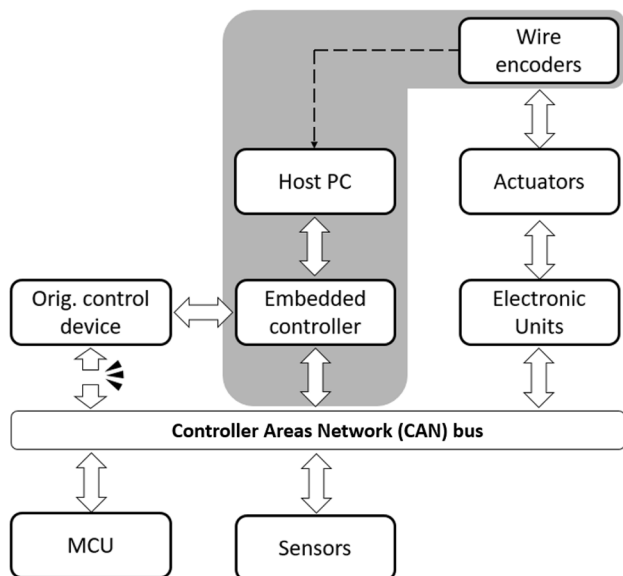 Wire
encoders
Host PC
Actuators
Orig. control
device
Embedded
controller
Electronic
Units
Controller Areas Network (CAN) bus
MCU
Sensors